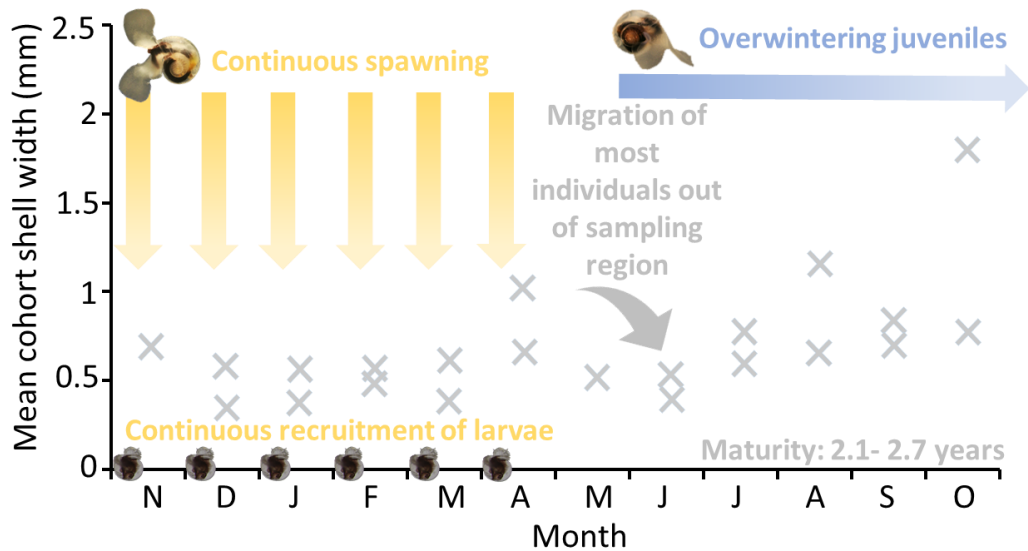 2.5
2
1.5
1
0.5
0
Mean cohort shell width (mm)
Continuous spawning
Overwintering juveniles
Migration of
most
individuals out
of sampling
region
Continuous recruitment of larvae
Maturity: 2.1- 2.7 years
N D J F M A M J J A S O
Month